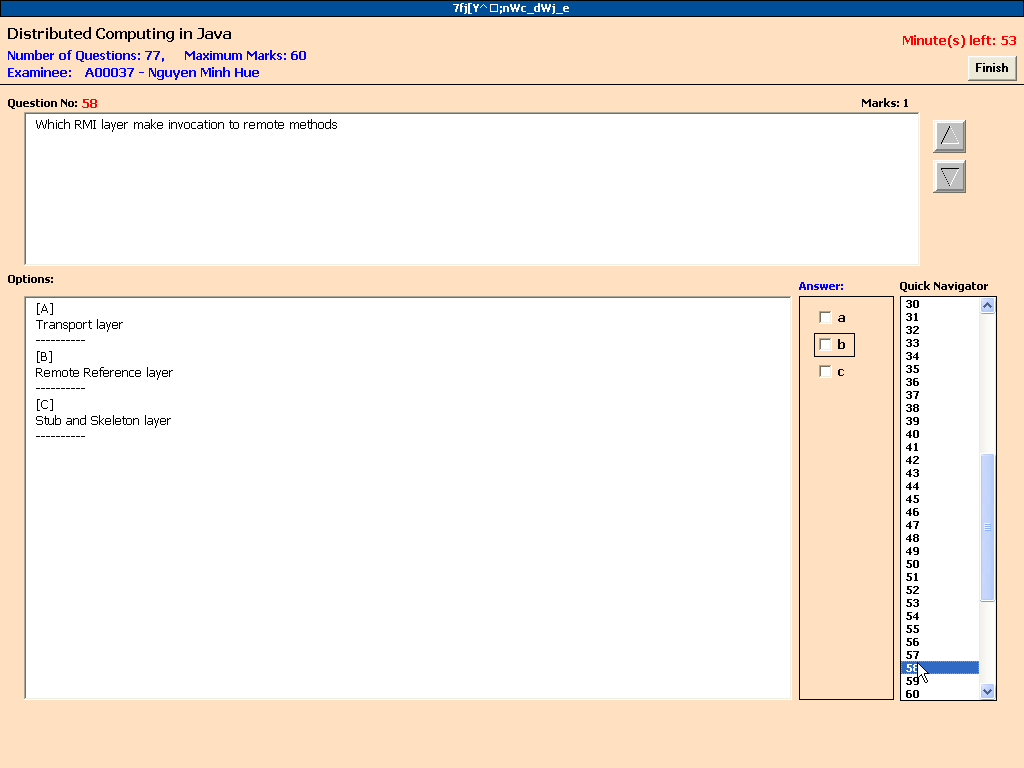 7fj[Y^ □;nWc_dWj_e
Distributed Computing in Java
Number of Questions: 77, Maximum Marks: 60
Minute(s) left: 53
Examinee: A00037 - Nguyen Minh Hue
Finish
Question No: 58 Marks: 1
Which RMI layer make invocation to remote methods
Options:
Answer:
Quick Navigator
[A]
Transport layer
----------
[B]
Remote Reference layer
----------
[C]
Stub and Skeleton layer
----------
a
b
c
30
31
32
33
34
35
36
37
38
39
40
41
42
43
44
45
46
47
48
49
50
51
52
53
54
55
56
57
58
59
60